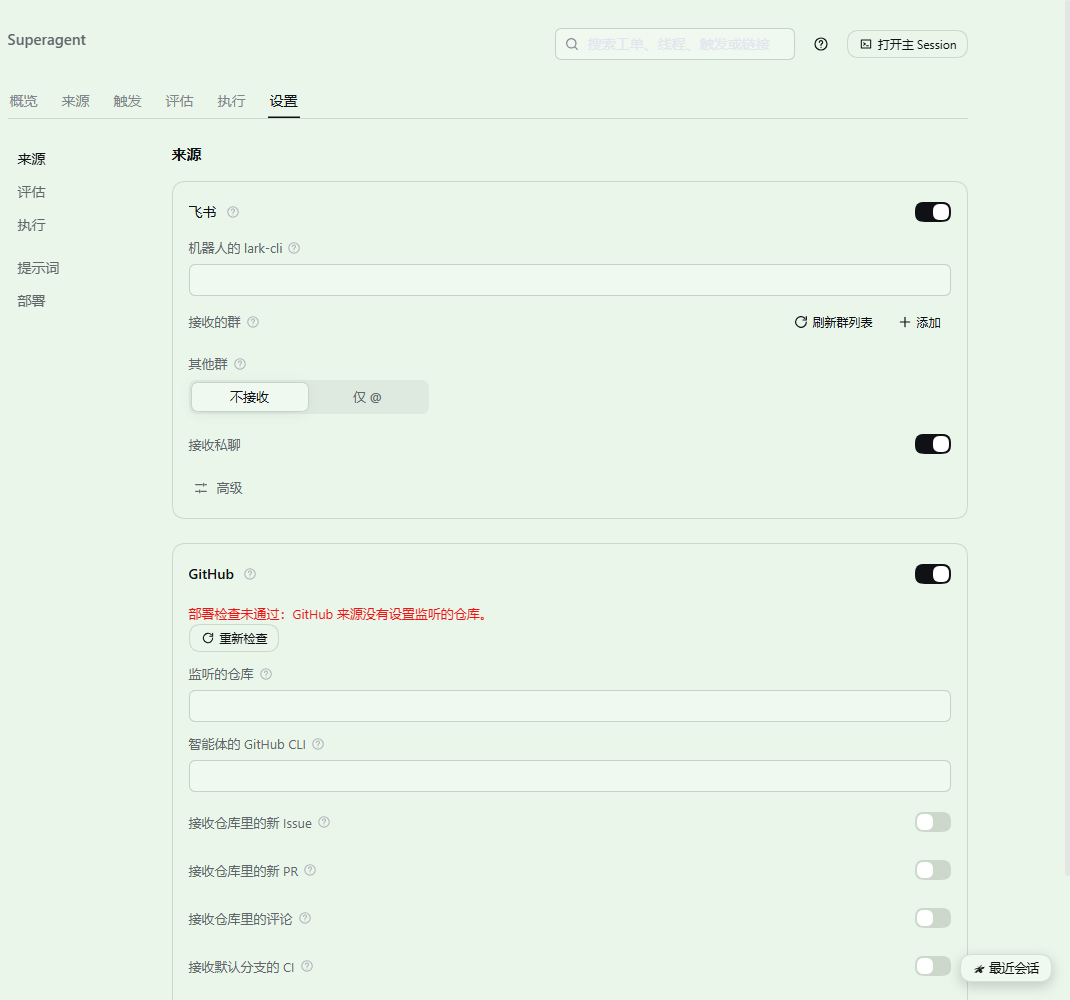 Superagent
搜索工单、线程、触发或链接
打开主 Session
概览 来源 触发 评估 执行 设置
来源
评估
执行
提示词
部署
来源
飞书
机器人的 lark-cli
接收的群
刷新群列表
添加
其他群
不接收 仅 @
接收私聊
高级
GitHub
部署检查未通过：GitHub 来源没有设置监听的仓库。
重新检查
监听的仓库
智能体的 GitHub CLI
接收仓库里的新 Issue
接收仓库里的新 PR
接收仓库里的评论
接收默认分支的 CI
最近会话